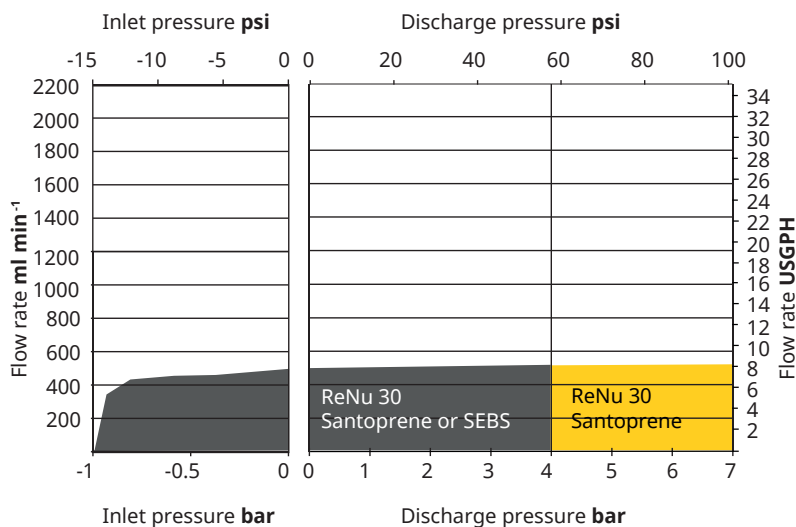 Inlet pressure psi
Discharge pressure psi
-15 -10 -5 0 0 20 40 60 80 100
Flow rate ml min⁻¹
2200
2000
1800
1600
1400
1200
1000
800
600
400
200
34
32
30
28
26
24
22
20
18
16
14
12
10
8
6
4
2
Flow rate USGPH
ReNu 30
Santoprene or SEBS
ReNu 30
Santoprene
-1 -0.5 0 0 1 2 3 4 5 6 7
Inlet pressure bar
Discharge pressure bar